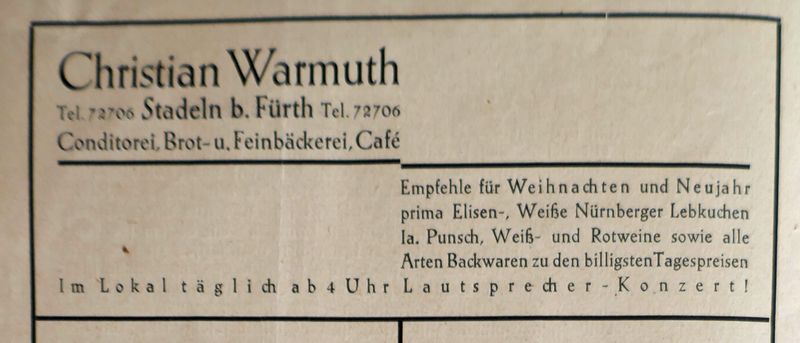 Christian Warmuth
Tel. 72706 Stadeln b. Fürth Tel. 72706
Conditorei, Brot- u. Feinbäckerei, Café
Empfehle für Weihnachten und Neujahr
prima Elisen-, Weiße Nürnberger Lebkuchen
Ia. Punsch, Weiß- und Rotweine sowie alle
Arten Backwaren zu den billigsten Tagespreisen
Im Lokal täglich ab 4 Uhr Lautsprecher-Konzert!